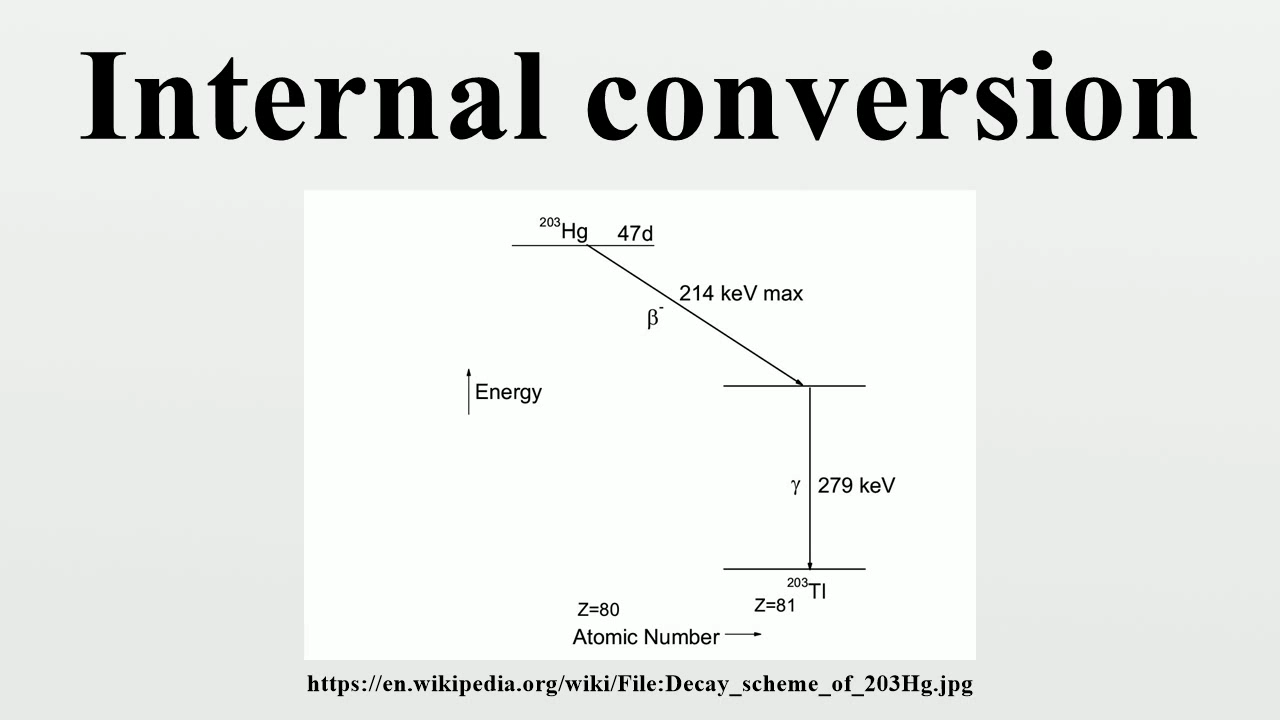 Internal conversion
²⁰³Hg 47d
214 keV max
β⁻
Energy
γ 279 keV
²⁰³Tl
Z=80 Z=81
Atomic Number
https://en.wikipedia.org/wiki/File:Decay_scheme_of_203Hg.jpg